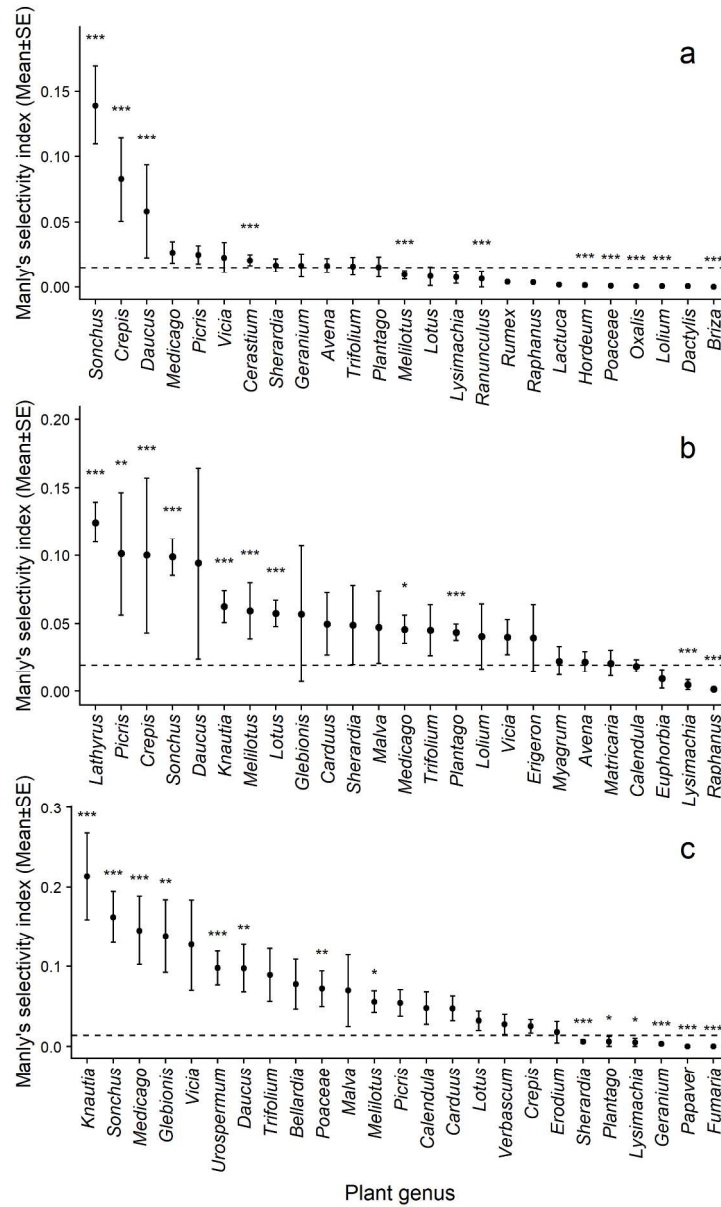 a
Manly's selectivity index (Mean±SE)
0.15
0.10
0.05
0.00
*** *** *** *** *** *** *** *** *** *** ***
Sonchus
Crepis
Daucus
Medicago
Picris
Vicia
Cerastium
Sherardia
Geranium
Avena
Trifolium
Plantago
Melilotus
Lotus
Lysimachia
Ranunculus
Rumex
Raphanus
Lactuca
Hordeum
Poaceae
Oxalis
Lolium
Dactylis
Briza
b
Manly's selectivity index (Mean±SE)
0.20
0.15
0.10
0.05
0.00
*** ** *** *** *** *** *** * *** *** ***
Lathyrus
Picris
Crepis
Sonchus
Daucus
Knautia
Melilotus
Lotus
Glebionis
Carduus
Sherardia
Malva
Medicago
Trifolium
Plantago
Lolium
Vicia
Erigeron
Myagrum
Avena
Matricaria
Calendula
Euphorbia
Lysimachia
Raphanus
c
Manly's selectivity index (Mean±SE)
0.3
0.2
0.1
0.0
*** *** *** ** *** ** ** * *** * * *** *** ***
Knautia
Sonchus
Medicago
Glebionis
Vicia
Urospermum
Daucus
Trifolium
Bellardia
Poaceae
Malva
Melilotus
Picris
Calendula
Carduus
Lotus
Verbascum
Crepis
Erodium
Sherardia
Plantago
Lysimachia
Geranium
Papaver
Fumaria
Plant genus